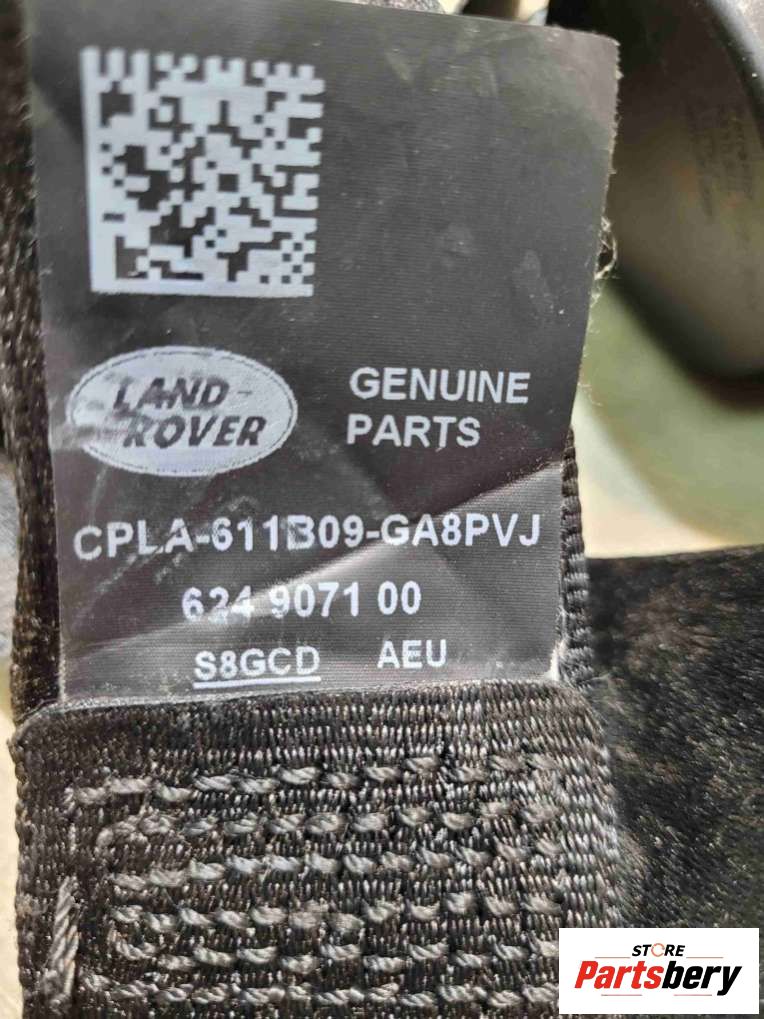 LAND-
ROVER
GENUINE
PARTS
CPLA-611B09-GA8PVJ
624 9071 00
S8GCD AEU
STORE
Partsbery